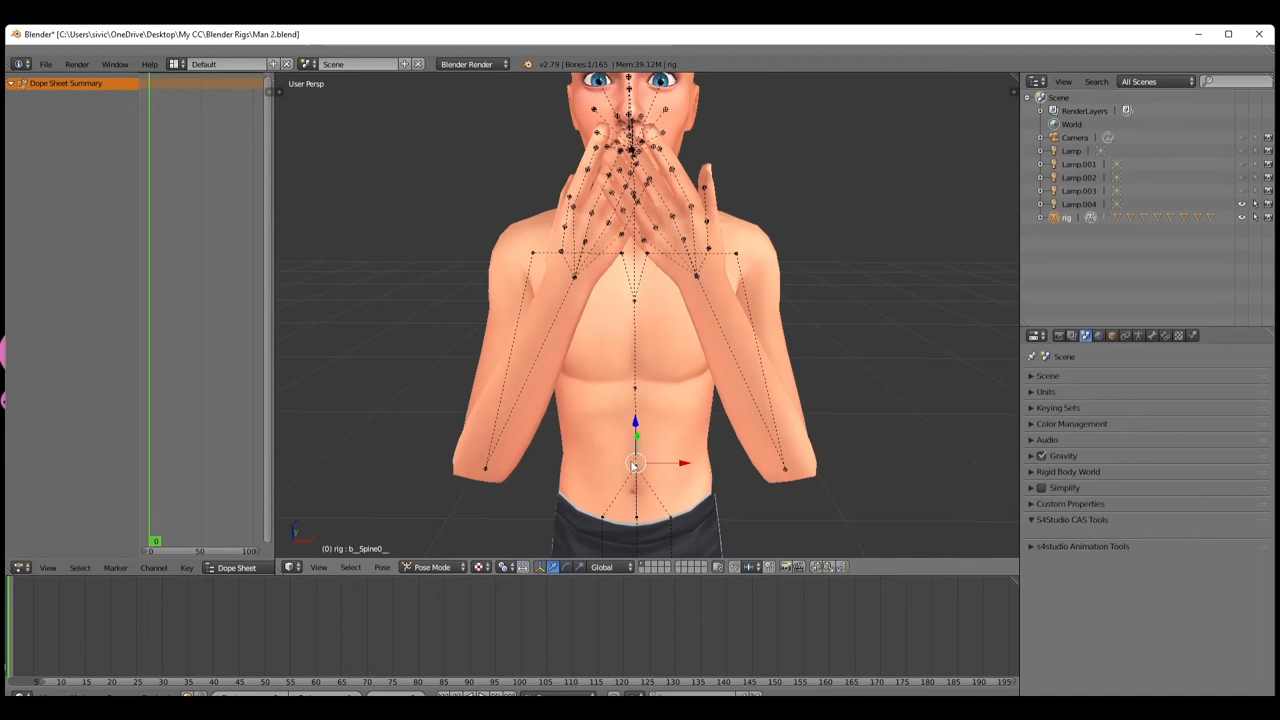 Blender* [C:\Users\sivic\OneDrive\Desktop\My CC\Blender Rigs\Man 2.blend]
File Render Window Help Default Scene Blender Render v2.79 | Bones:1/165 | Mem:39.12M | rig
View Search All Scenes
Dope Sheet Summary
User Persp
Scene
RenderLayers
World
Camera
Lamp
Lamp.001
Lamp.002
Lamp.003
Lamp.004
rig
Scene
Scene
Units
Keying Sets
Color Management
Audio
Gravity
Rigid Body World
Simplify
Custom Properties
S4Studio CAS Tools
s4studio Animation Tools
0
0 50 100
(0) rig : b__Spine0__
View Select Marker Channel Key Dope Sheet
View Select Pose Pose Mode Global
5 10 15 20 25 30 35 40 45 50 55 60 65 70 75 80 85 90 95 100 105 110 115 120 125 130 135 140 145 150 155 160 165 170 175 180 185 190 195